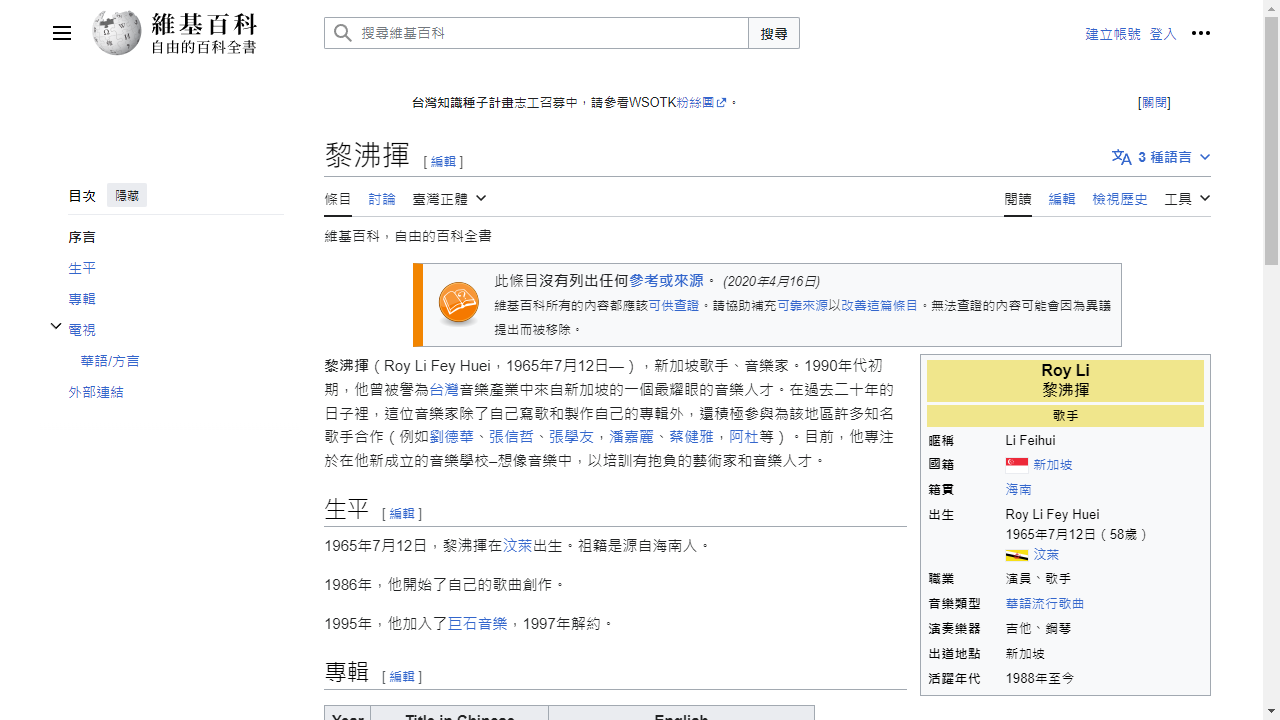 維基百科
自由的百科全書
搜尋維基百科
搜尋
建立帳號 登入
台灣知識種子計畫志工召募中，請參看WSOTK粉絲團。
[關閉]
黎沸揮 [ 編輯 ]
3 種語言
目次 隱藏
序言
生平
專輯
電視
華語/方言
外部連結
條目 討論 臺灣正體
閱讀 編輯 檢視歷史 工具
維基百科，自由的百科全書
此條目沒有列出任何參考或來源。 (2020年4月16日)
維基百科所有的內容都應該可供查證。請協助補充可靠來源以改善這篇條目。無法查證的內容可能會因為異議
提出而被移除。
黎沸揮（Roy Li Fey Huei，1965年7月12日—），新加坡歌手、音樂家。1990年代初
期，他曾被譽為台灣音樂產業中來自新加坡的一個最耀眼的音樂人才。在過去二十年的
日子裡，這位音樂家除了自己寫歌和製作自己的專輯外，還積極參與為該地區許多知名
歌手合作（例如劉德華、張信哲、張學友，潘嘉麗、蔡健雅，阿杜等）。目前，他專注
於在他新成立的音樂學校–想像音樂中，以培訓有抱負的藝術家和音樂人才。
生平 [ 編輯 ]
1965年7月12日，黎沸揮在汶萊出生。祖籍是源自海南人。
1986年，他開始了自己的歌曲創作。
1995年，他加入了巨石音樂，1997年解約。
專輯 [ 編輯 ]
Year Title in Chinese English
Roy Li
黎沸揮
歌手
暱稱 Li Feihui
國籍 新加坡
籍貫 海南
出生 Roy Li Fey Huei
1965年7月12日（58歲）
汶萊
職業 演員、歌手
音樂類型 華語流行歌曲
演奏樂器 吉他、鋼琴
出道地點 新加坡
活躍年代 1988年至今